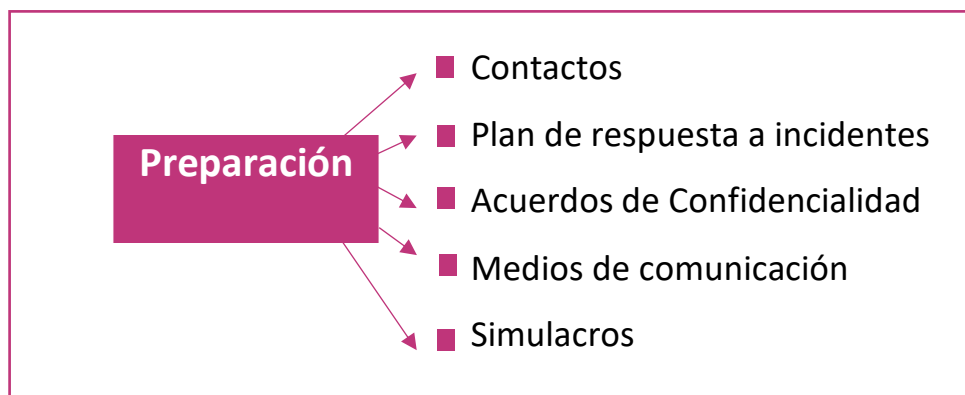 Contactos
Plan de respuesta a incidentes
Preparación
Acuerdos de Confidencialidad
Medios de comunicación
Simulacros